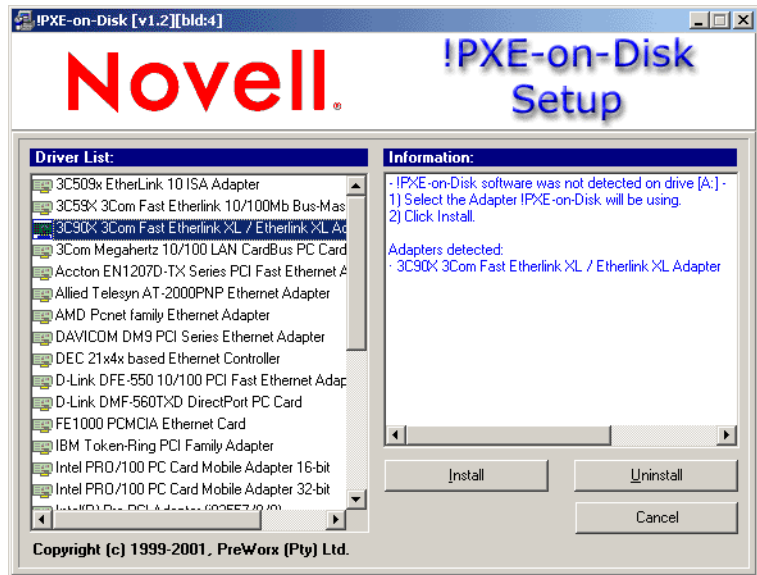 !PXE-on-Disk [v1.2][bld:4]
Novell.
!PXE-on-Disk
Setup
Driver List:
3C509x EtherLink 10 ISA Adapter
3C59X 3Com Fast Etherlink 10/100Mb Bus-Mas
3C90X 3Com Fast Etherlink XL / Etherlink XL Ad
3Com Megahertz 10/100 LAN CardBus PC Card
Accton EN1207D-TX Series PCI Fast Ethernet A
Allied Telesyn AT-2000PNP Ethernet Adapter
AMD Pcnet family Ethernet Adapter
DAVICOM DM9 PCI Series Ethernet Adapter
DEC 21x4x based Ethernet Controller
D-Link DFE-550 10/100 PCI Fast Ethernet Adap
D-Link DMF-560TXD DirectPort PC Card
FE1000 PCMCIA Ethernet Card
IBM Token-Ring PCI Family Adapter
Intel PRO/100 PC Card Mobile Adapter 16-bit
Intel PRO/100 PC Card Mobile Adapter 32-bit
Information:
- !PXE-on-Disk software was not detected on drive [A:] -
1) Select the Adapter !PXE-on-Disk will be using.
2) Click Install.
Adapters detected:
· 3C90X 3Com Fast Etherlink XL / Etherlink XL Adapter
Install
Uninstall
Cancel
Copyright (c) 1999-2001, PreWorx (Pty) Ltd.